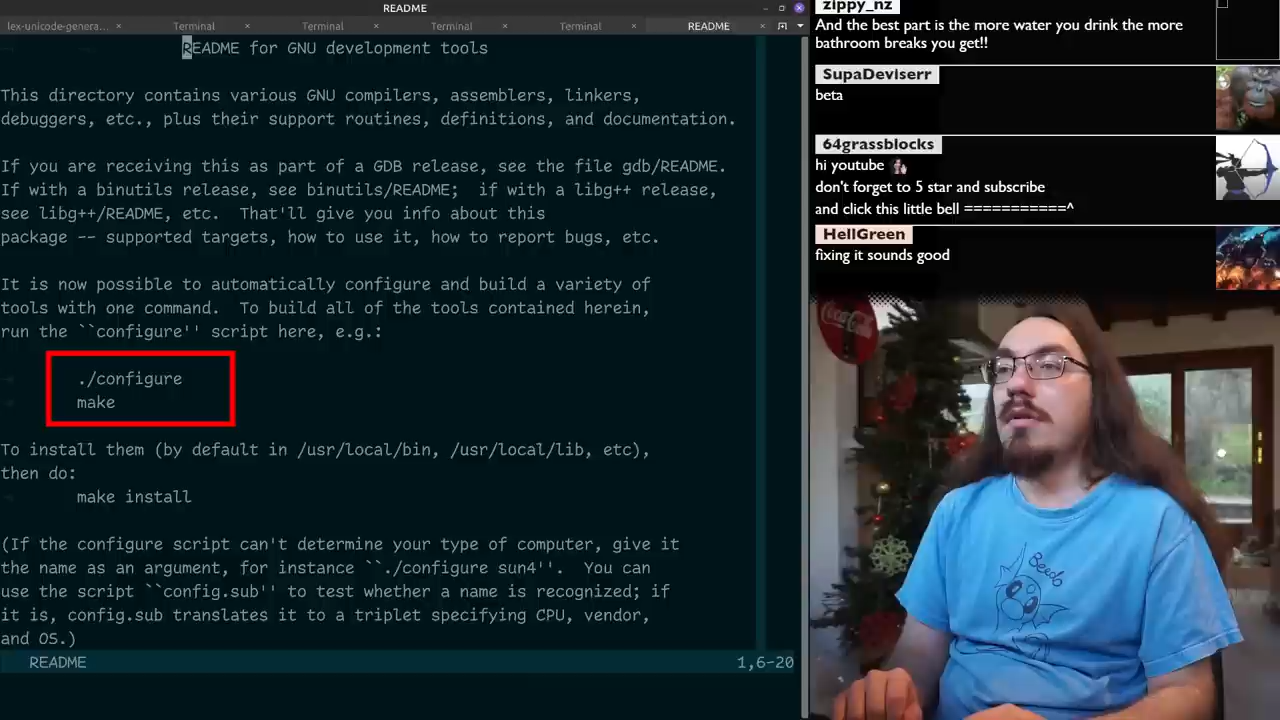 README
lex-unicode-genera...
Terminal
Terminal
Terminal
Terminal
README
README for GNU development tools
This directory contains various GNU compilers, assemblers, linkers,
debuggers, etc., plus their support routines, definitions, and documentation.
If you are receiving this as part of a GDB release, see the file gdb/README.
If with a binutils release, see binutils/README;  if with a libg++ release,
see libg++/README, etc.  That'll give you info about this
package -- supported targets, how to use it, how to report bugs, etc.
It is now possible to automatically configure and build a variety of
tools with one command.  To build all of the tools contained herein,
run the ``configure'' script here, e.g.:
./configure
make
To install them (by default in /usr/local/bin, /usr/local/lib, etc),
then do:
make install
(If the configure script can't determine your type of computer, give it
the name as an argument, for instance ``./configure sun4''.  You can
use the script ``config.sub'' to test whether a name is recognized; if
it is, config.sub translates it to a triplet specifying CPU, vendor,
and OS.)
README
1,6-20
zippy_nz
And the best part is the more water you drink the more
bathroom breaks you get!!
SupaDeviserr
beta
64grassblocks
hi youtube
don't forget to 5 star and subscribe
and click this little bell ===========^
HellGreen
fixing it sounds good
Coca-Cola
Beedo